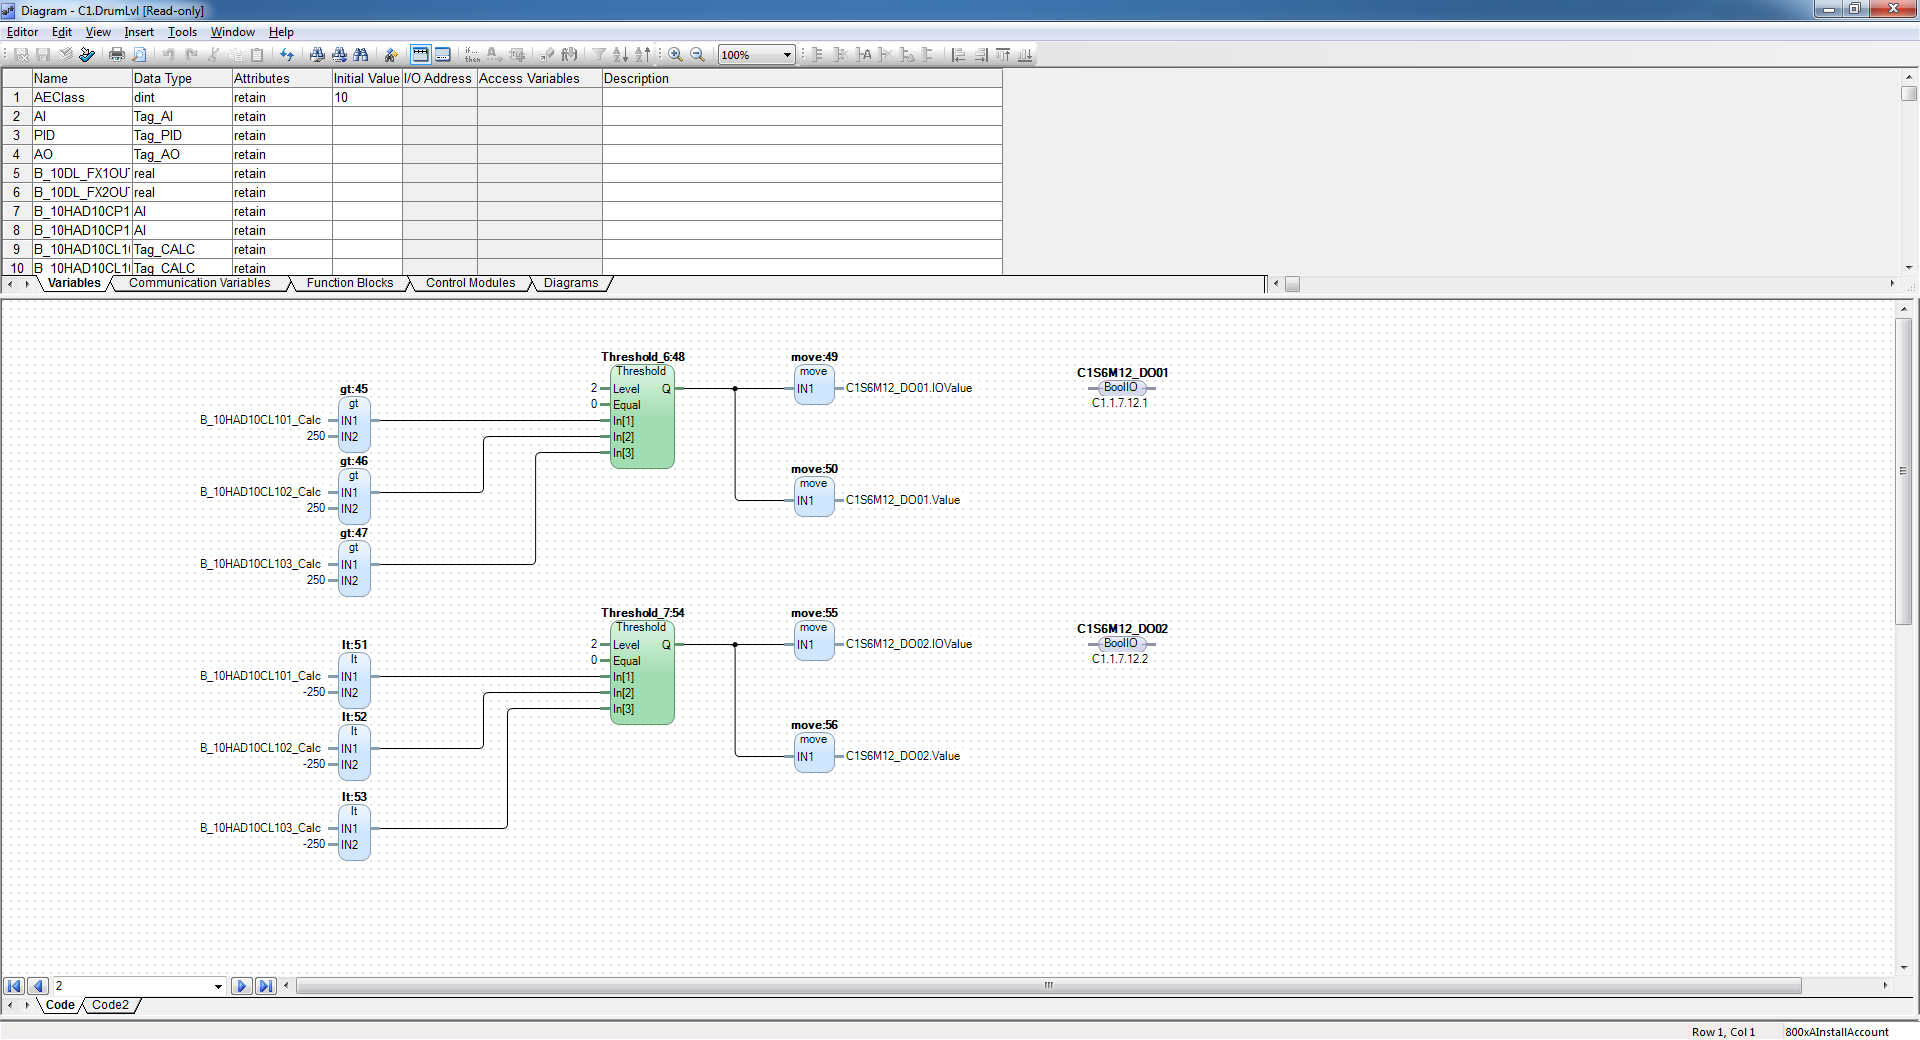 Diagram - C1.DrumLvl [Read-only]
Editor Edit View Insert Tools Window Help
if... then 100%
Name Data Type Attributes Initial Value I/O Address Access Variables Description
1 AEClass dint retain 10
2 AI Tag_AI retain
3 PID Tag_PID retain
4 AO Tag_AO retain
5 B_10DL_FX1OU real retain
6 B_10DL_FX2OU real retain
7 B_10HAD10CP1 AI retain
8 B_10HAD10CP1 AI retain
9 B_10HAD10CL1 Tag_CALC retain
10 B_10HAD10CL1 Tag_CALC retain
Variables Communication Variables Function Blocks Control Modules Diagrams
Threshold_6:48 move:49
Threshold move C1S6M12_DO01
gt:45 2 Level Q IN1 C1S6M12_DO01.IOValue BoolIO
gt 0 Equal C1.1.7.12.1
B_10HAD10CL101_Calc IN1 In[1]
250 IN2 In[2]
gt:46 In[3]
gt move:50
B_10HAD10CL102_Calc IN1 move
250 IN2 IN1 C1S6M12_DO01.Value
gt:47
gt
B_10HAD10CL103_Calc IN1
250 IN2
Threshold_7:54 move:55
Threshold move C1S6M12_DO02
lt:51 2 Level Q IN1 C1S6M12_DO02.IOValue BoolIO
lt 0 Equal C1.1.7.12.2
B_10HAD10CL101_Calc IN1 In[1]
-250 IN2 In[2]
lt:52 In[3]
lt move:56
B_10HAD10CL102_Calc IN1 move
-250 IN2 IN1 C1S6M12_DO02.Value
lt:53
lt
B_10HAD10CL103_Calc IN1
-250 IN2
2
Code Code2
Row 1, Col 1 800xAInstallAccount